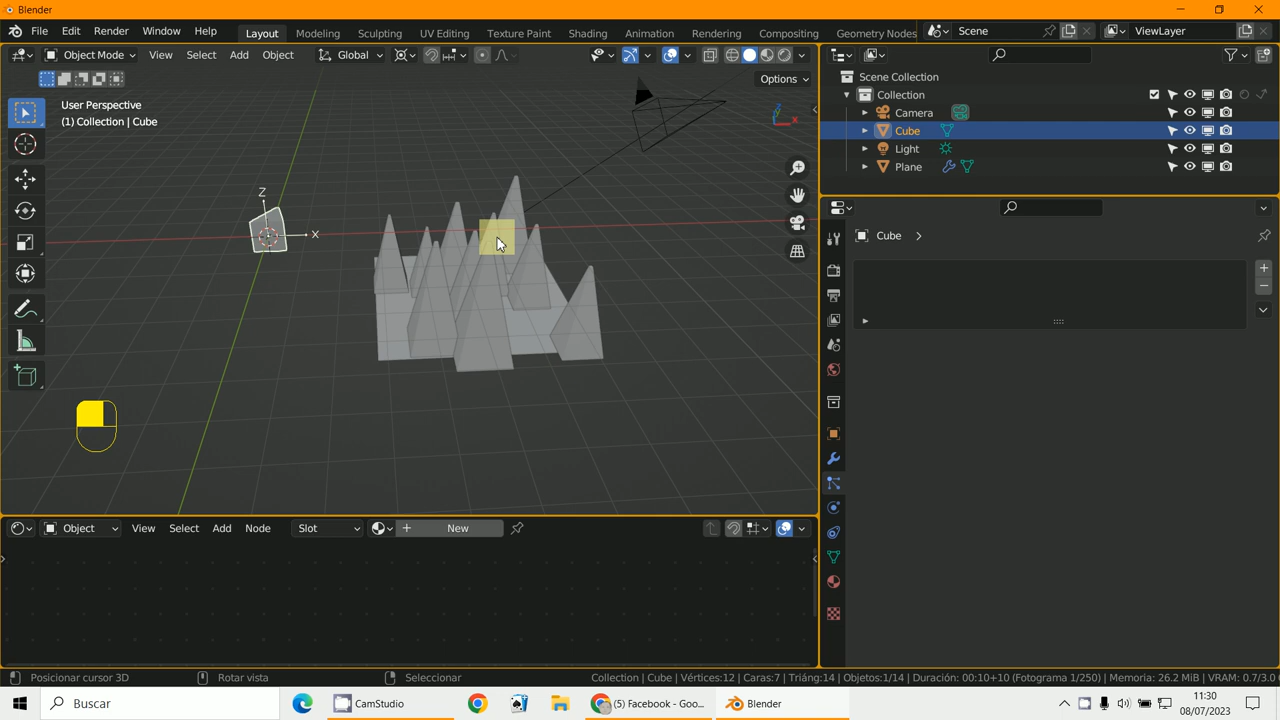 Blender
File Edit Render Window Help Layout Modeling Sculpting UV Editing Texture Paint Shading Animation Rendering Compositing Geometry Nodes Scene ViewLayer
Object Mode View Select Add Object Global
Options
User Perspective
(1) Collection | Cube
Z
X
Z
X
Scene Collection
Collection
Camera
Cube
Light
Plane
Cube
Object View Select Add Node Slot New
Posicionar cursor 3D Rotar vista Seleccionar Collection | Cube | Vértices:12 | Caras:7 | Triáng:14 | Objetos:1/14 | Duración: 00:10+10 (Fotograma 1/250) | Memoria: 26.2 MiB | VRAM: 0.7/3.0
Buscar CamStudio (5) Facebook - Goo... Blender
11:30
08/07/2023